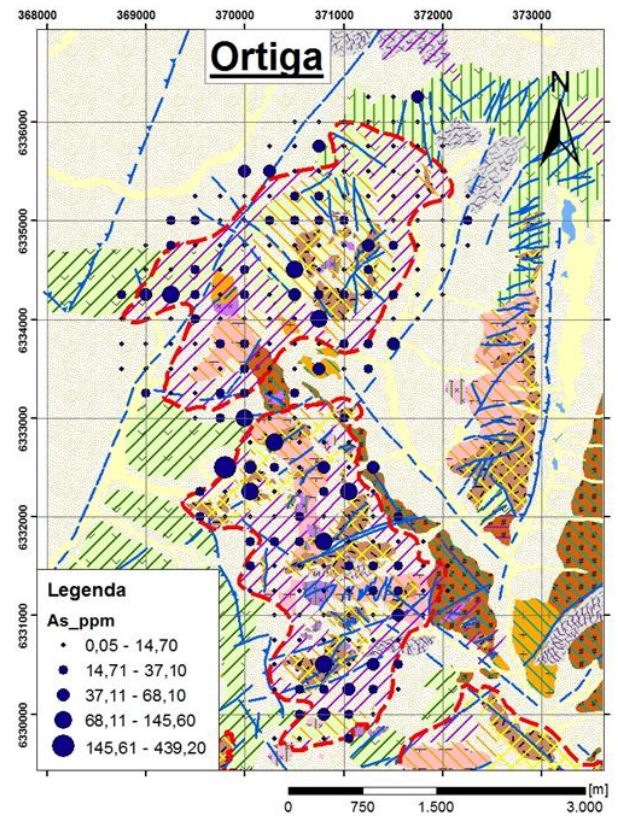 368000 369000 370000 371000 372000 373000
Ortiga
N
6336000
6335000
6334000
6333000
6332000
6331000
6330000
Legenda
As_ppm
0,05 - 14,70
14,71 - 37,10
37,11 - 68,10
68,11 - 145,60
145,61 - 439,20
[m]
0 750 1.500 3.000